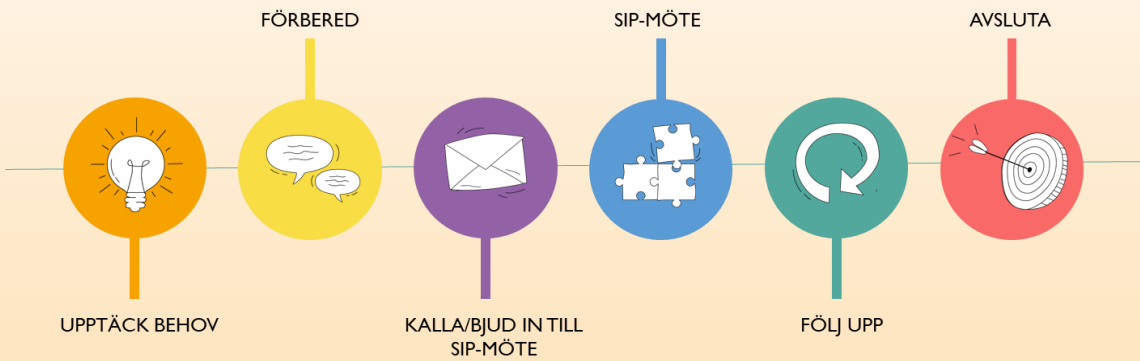 UPPTÄCK BEHOV
FÖRBERED
KALLA/BJUD IN TILL
SIP-MÖTE
SIP-MÖTE
FÖLJ UPP
AVSLUTA